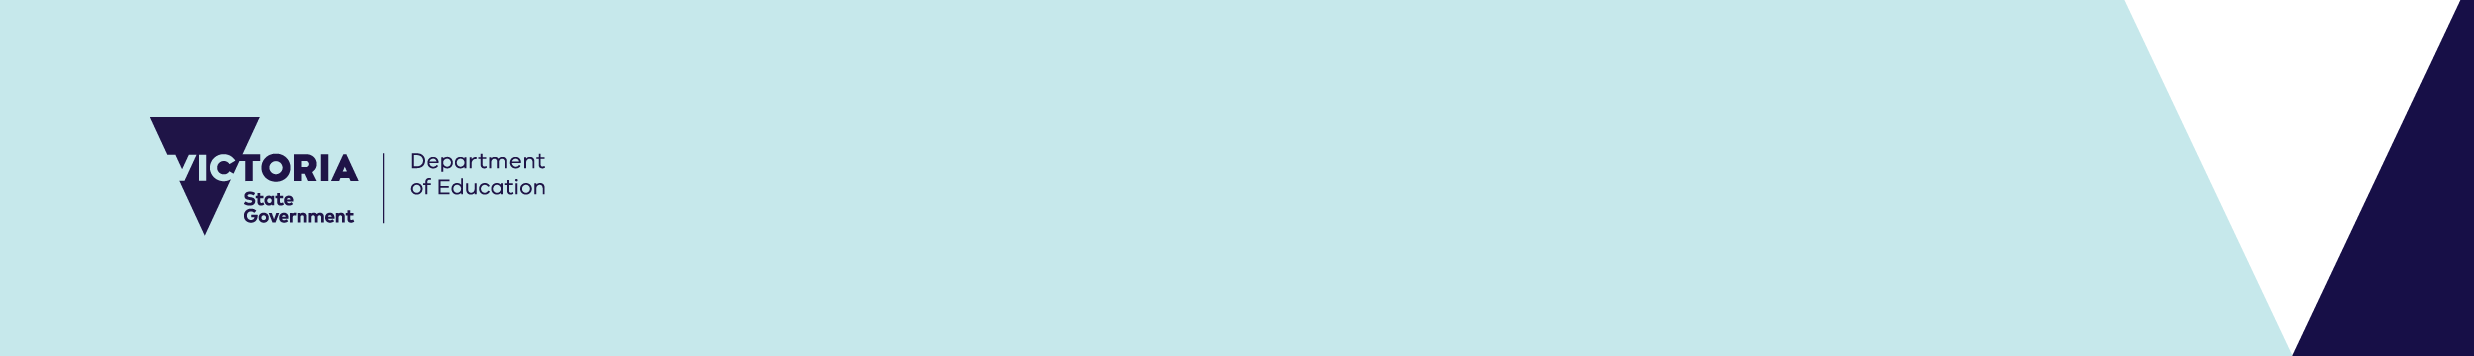 VICTORIA
State
Government
Department
of Education